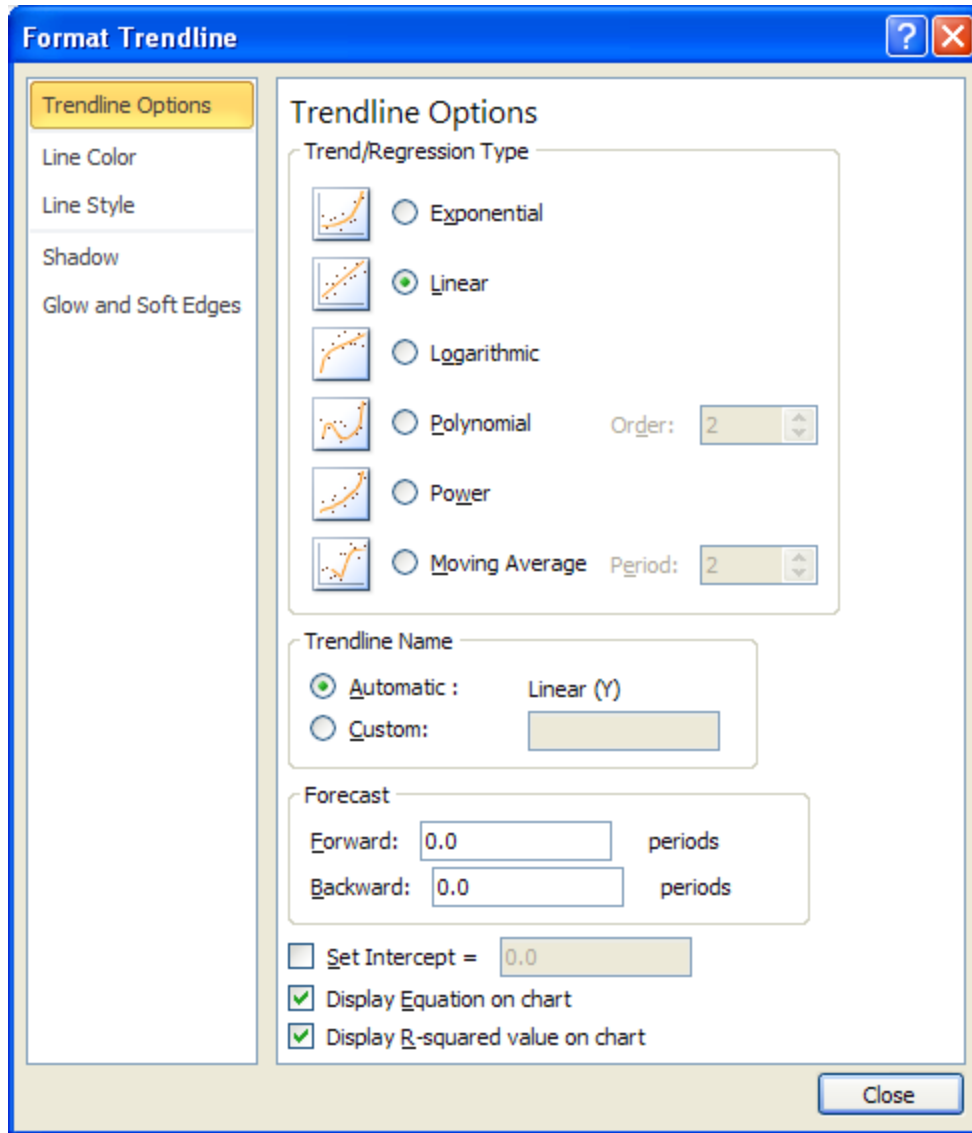 Format Trendline
?
Trendline Options
Line Color
Line Style
Shadow
Glow and Soft Edges
Trendline Options
Trend/Regression Type
Exponential
Linear
Logarithmic
Polynomial Order: 2
Power
Moving Average Period: 2
Trendline Name
Automatic : Linear (Y)
Custom:
Forecast
Forward: 0.0 periods
Backward: 0.0 periods
Set Intercept = 0.0
Display Equation on chart
Display R-squared value on chart
Close